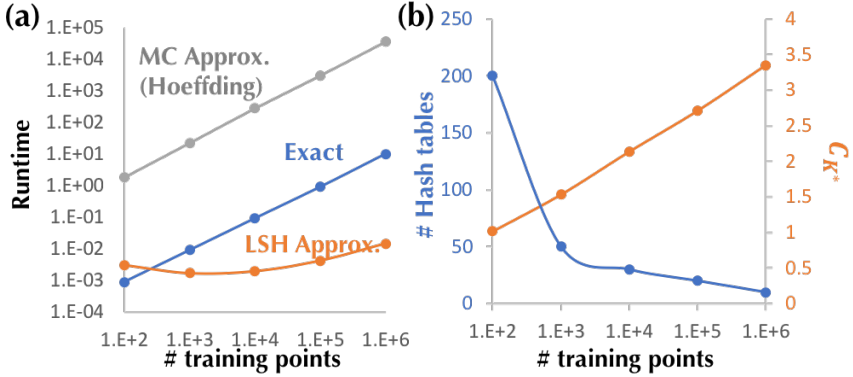 (a)
1.E+05
1.E+04
1.E+03
1.E+02
1.E+01
1.E+00
1.E-01
1.E-02
1.E-03
1.E-04
Runtime
MC Approx.
(Hoeffding)
Exact
LSH Approx.
1.E+2 1.E+3 1.E+4 1.E+5 1.E+6
# training points
(b)
250
200
150
100
50
0
# Hash tables
4
3.5
3
2.5
2
1.5
1
0.5
0
C_K*
1.E+2 1.E+3 1.E+4 1.E+5 1.E+6
# training points